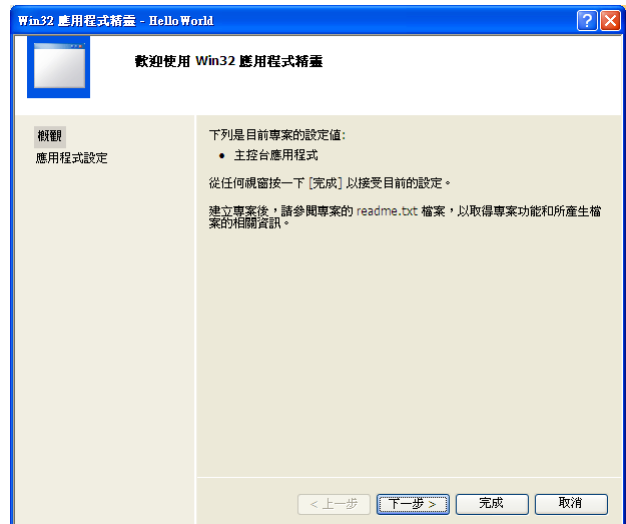 Win32 應用程式精靈 - HelloWorld
歡迎使用 Win32 應用程式精靈
概觀
應用程式設定
下列是目前專案的設定值:
• 主控台應用程式
從任何視窗按一下 [完成] 以接受目前的設定。
建立專案後，請參閱專案的 readme.txt 檔案，以取得專案功能和所產生檔
案的相關資訊。
< 上一步
下一步 >
完成
取消